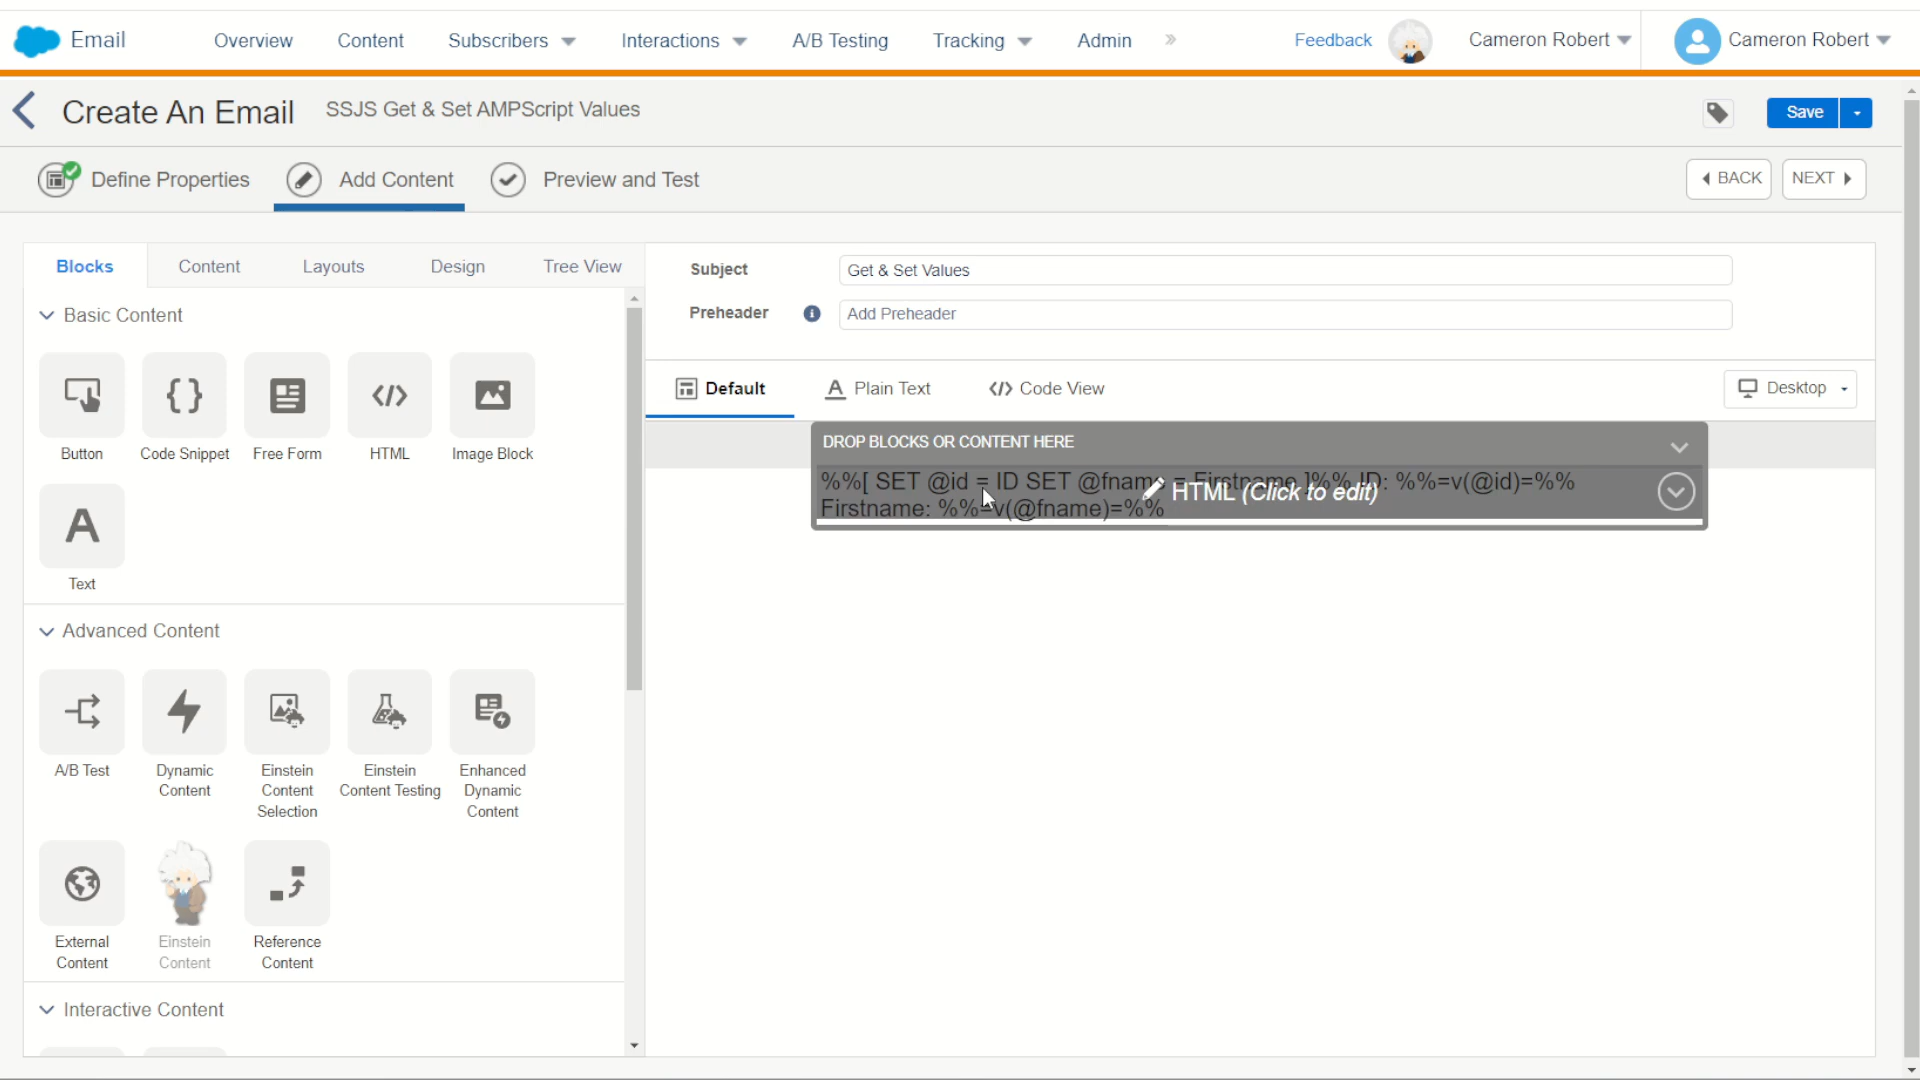 Email
Overview
Content
Subscribers
Interactions
A/B Testing
Tracking
Admin
Feedback
Cameron Robert
Cameron Robert
Create An Email
SSJS Get & Set AMPScript Values
Save
Define Properties
Add Content
Preview and Test
BACK
NEXT
Blocks
Content
Layouts
Design
Tree View
Basic Content
Button
Code Snippet
Free Form
HTML
Image Block
Text
Advanced Content
A/B Test
Dynamic
Content
Einstein
Content
Selection
Einstein
Content Testing
Enhanced
Dynamic
Content
External
Content
Einstein
Content
Reference
Content
Interactive Content
Subject
Get & Set Values
Preheader
Add Preheader
Default
Plain Text
Code View
Desktop
DROP BLOCKS OR CONTENT HERE
%%[ SET @id = ID SET @fname = Firstname ]%% ID: %%=v(@id)=%%
HTML (Click to edit)
Firstname: %%=v(@fname)=%%